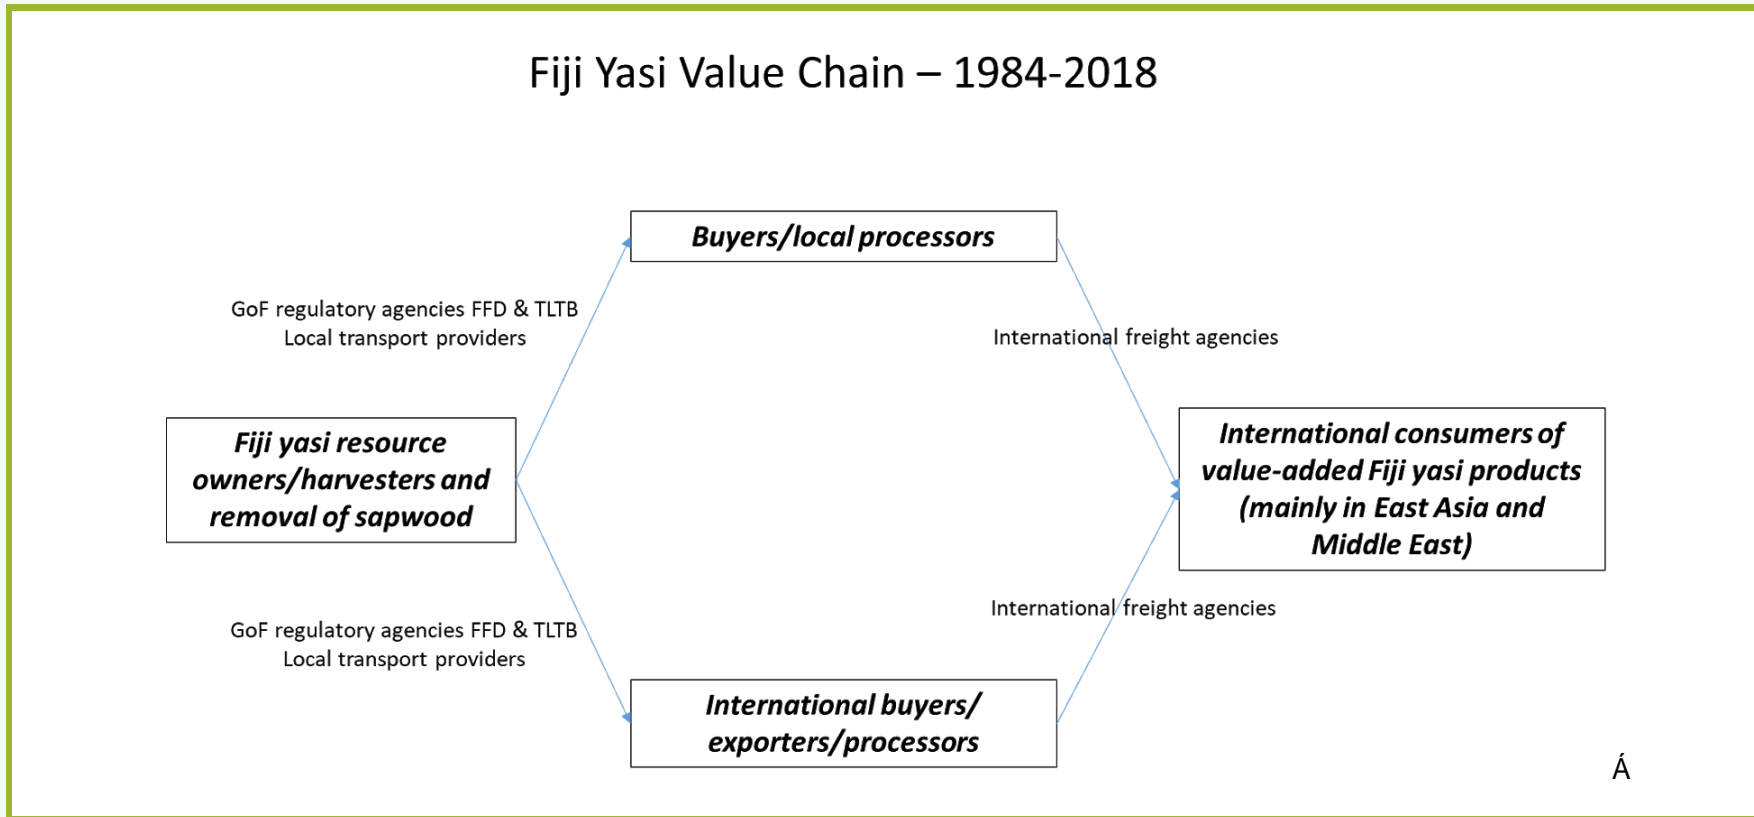 Fiji Yasi Value Chain – 1984-2018
Buyers/local processors
GoF regulatory agencies FFD & TLTB
Local transport providers
International freight agencies
Fiji yasi resource
owners/harvesters and
removal of sapwood
International consumers of
value-added Fiji yasi products
(mainly in East Asia and
Middle East)
GoF regulatory agencies FFD & TLTB
Local transport providers
International freight agencies
International buyers/
exporters/processors
Á